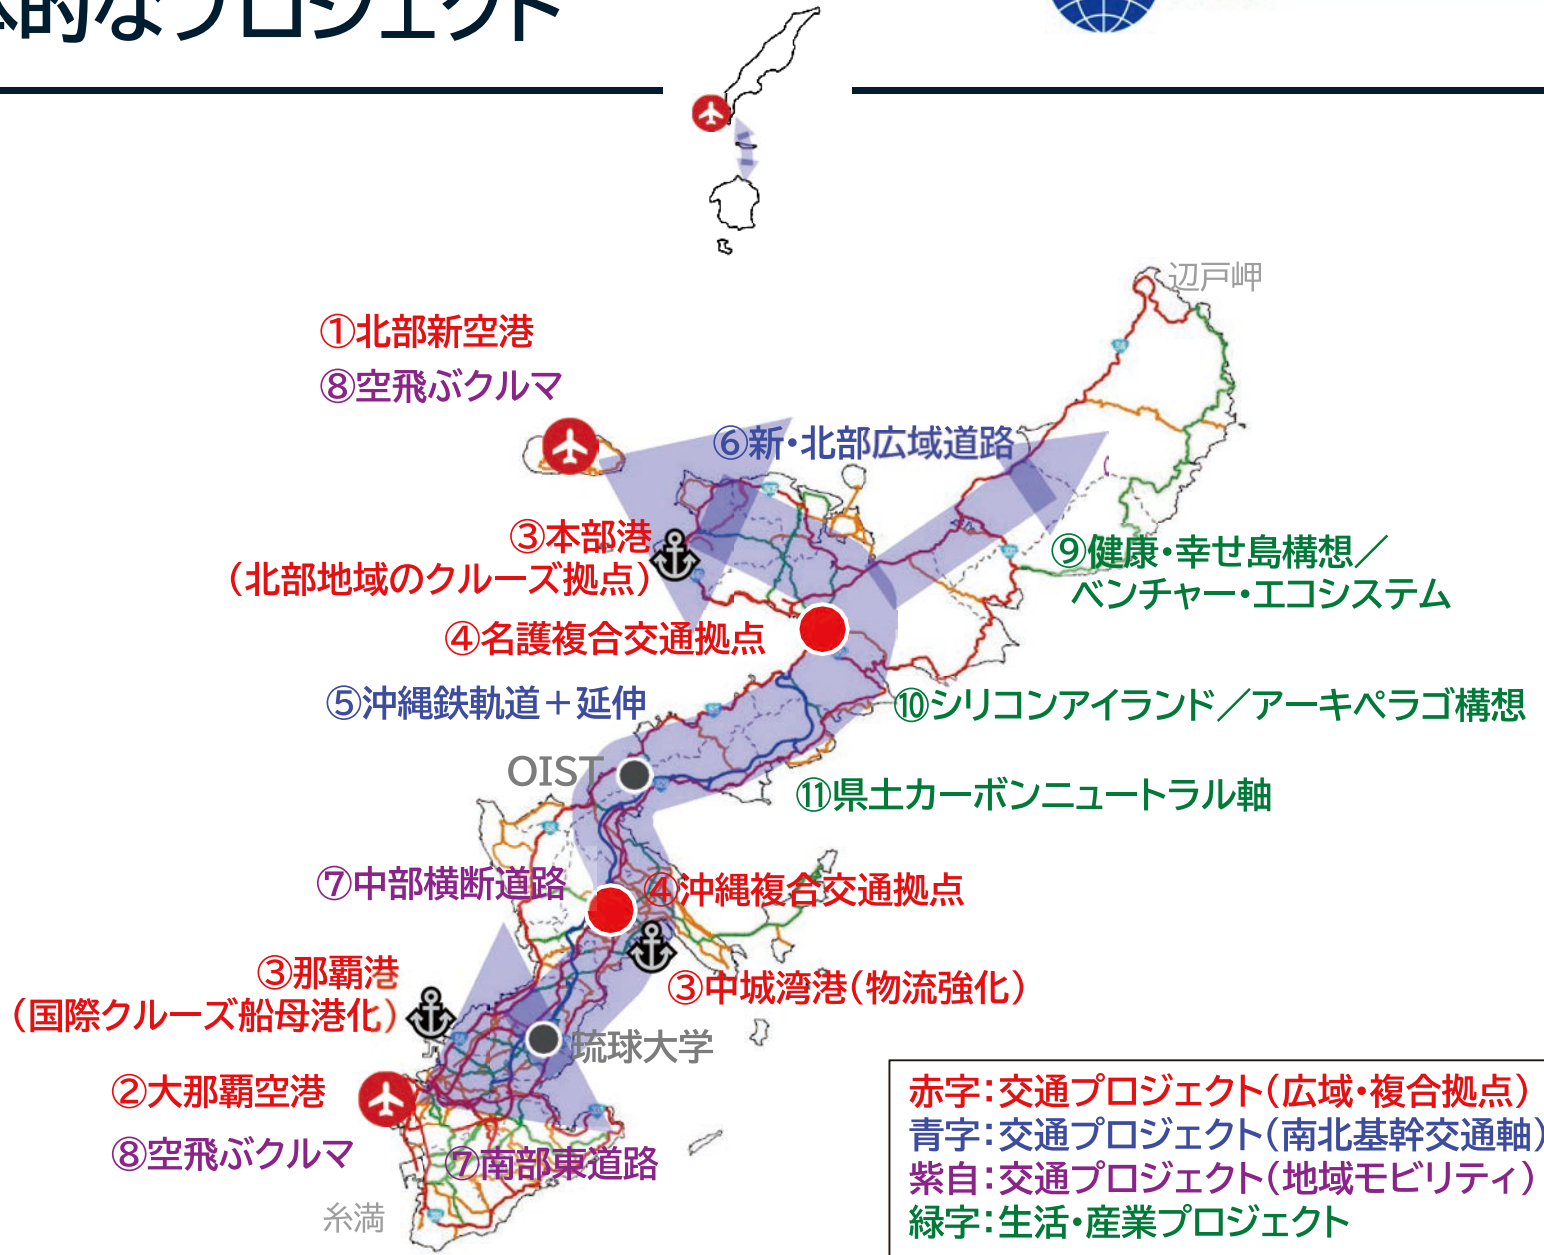 体的なプロジェクト
辺戸岬
①北部新空港
⑧空飛ぶクルマ
⑥新・北部広域道路
③本部港
（北部地域のクルーズ拠点）
⑨健康・幸せ島構想／
ベンチャー・エコシステム
④名護複合交通拠点
⑤沖縄鉄軌道＋延伸
⑩シリコンアイランド／アーキペラゴ構想
OIST
⑪県土カーボンニュートラル軸
⑦中部横断道路
④沖縄複合交通拠点
③那覇港
（国際クルーズ船母港化）
③中城湾港（物流強化）
琉球大学
②大那覇空港
⑧空飛ぶクルマ
⑦南部東道路
糸満
赤字：交通プロジェクト（広域・複合拠点）
青字：交通プロジェクト（南北基幹交通軸）
紫自：交通プロジェクト（地域モビリティ）
緑字：生活・産業プロジェクト